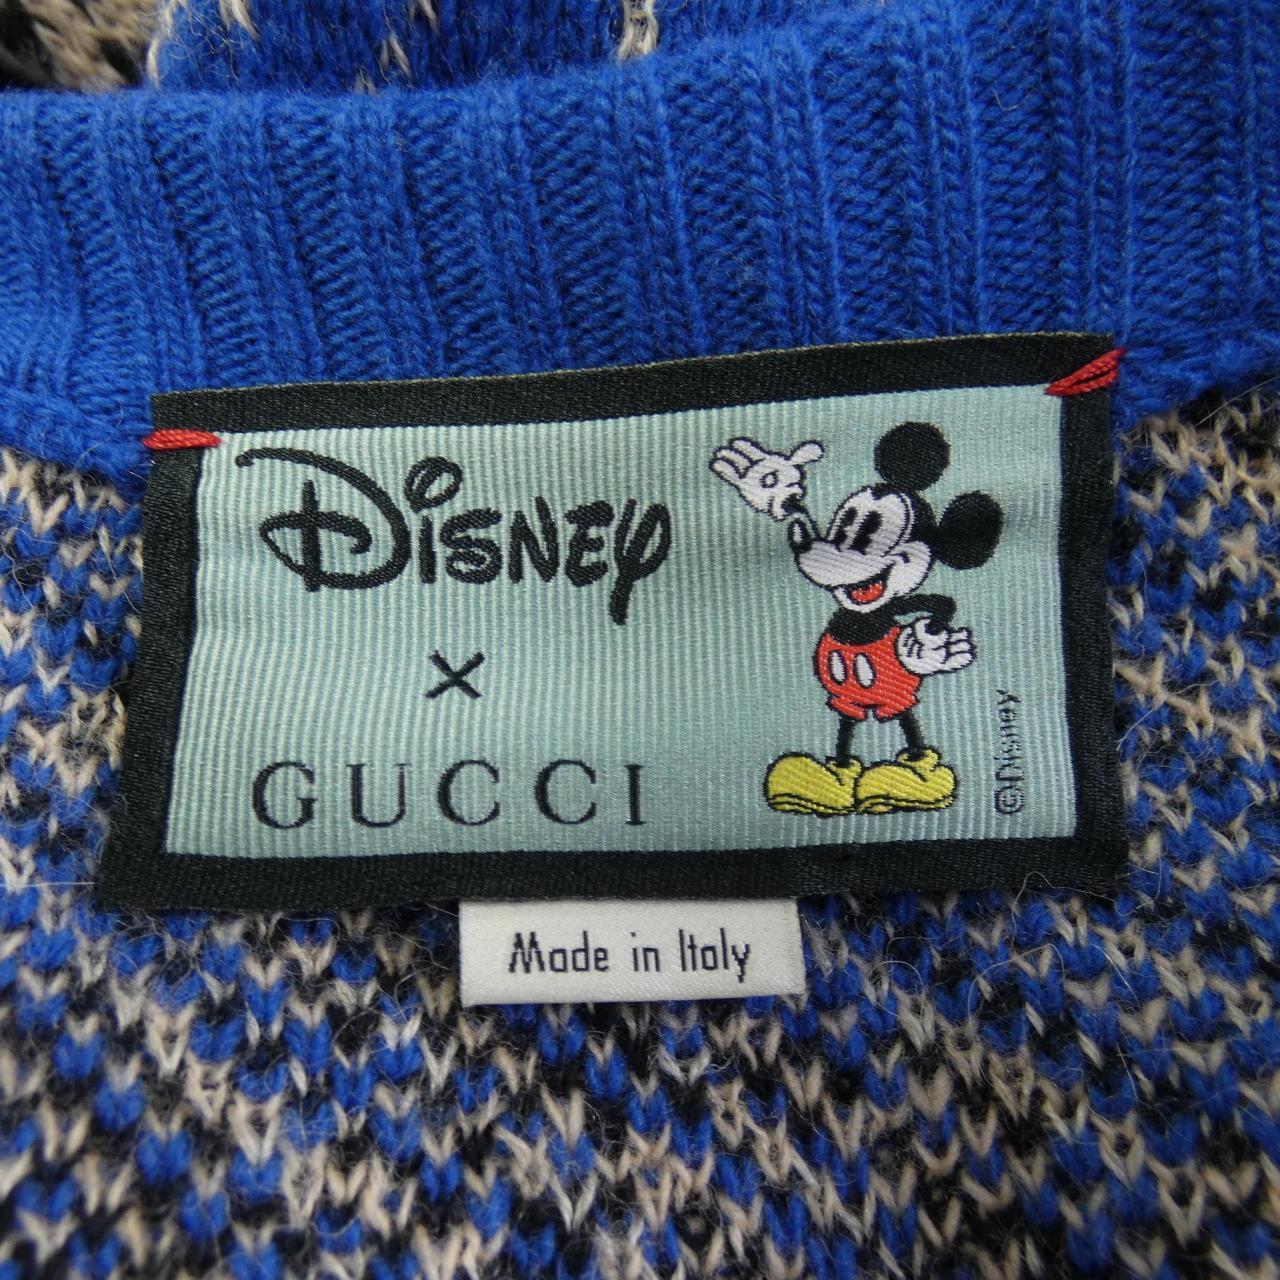 Disney
×
GUCCI
©Disney
Made in Italy